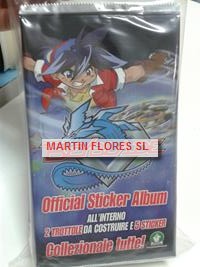 MARTIN FLORES SL
Official Sticker Album
ALL'INTERNO
2 TROTTOLE DA COSTRUIRE E 5 STICKER
Collezionale tutte!